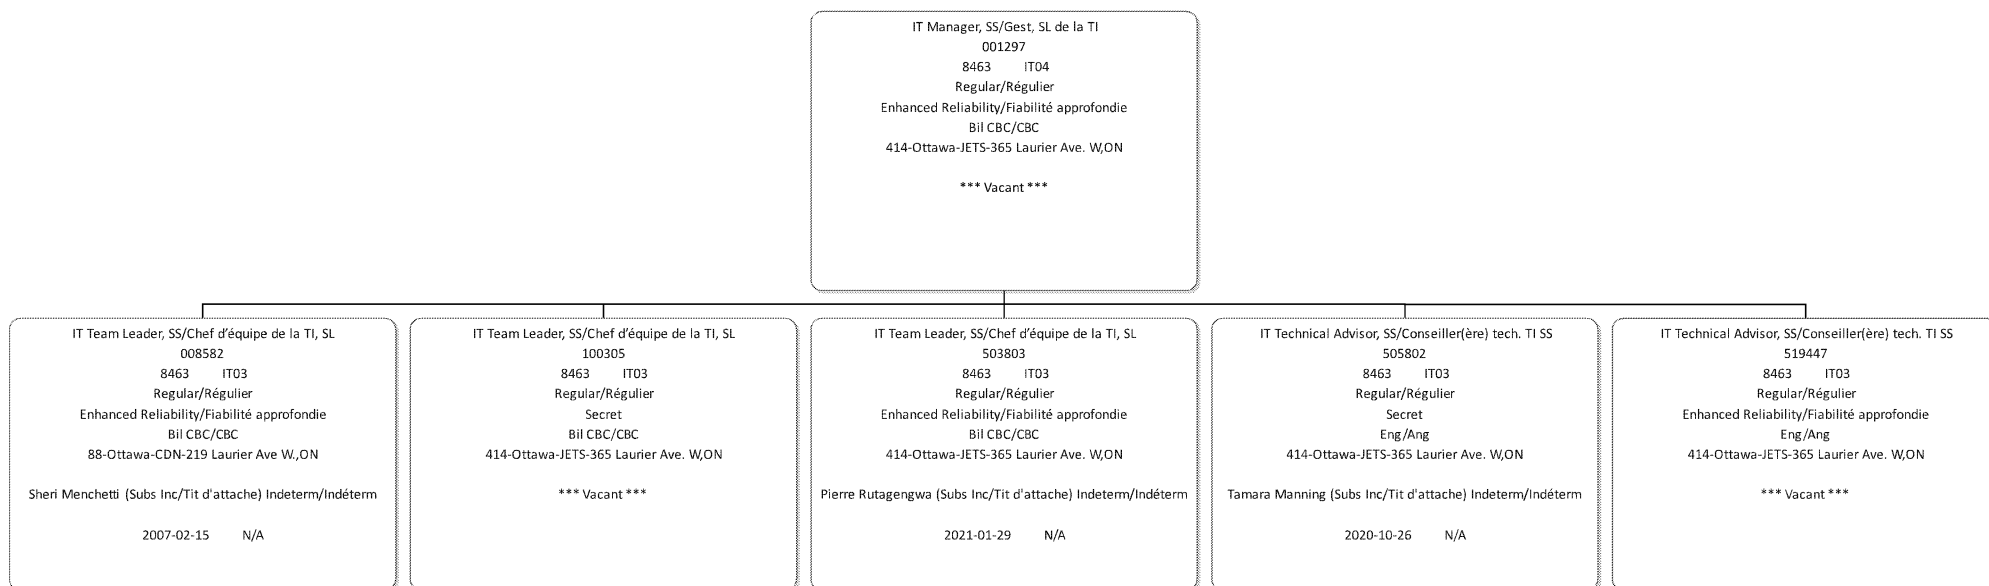 IT Manager, SS/Gest, SL de la TI
001297
8463 IT04
Regular/Régulier
Enhanced Reliability/Fiabilité approfondie
Bil CBC/CBC
414-Ottawa-JETS-365 Laurier Ave. W,ON
*** Vacant ***
IT Team Leader, SS/Chef d'équipe de la TI, SL
008582
8463 IT03
Regular/Régulier
Enhanced Reliability/Fiabilité approfondie
Bil CBC/CBC
88-Ottawa-CDN-219 Laurier Ave W.,ON
Sheri Menchetti (Subs Inc/Tit d'attache) Indeterm/Indéterm
2007-02-15 N/A
IT Team Leader, SS/Chef d'équipe de la TI, SL
100305
8463 IT03
Regular/Régulier
Secret
Bil CBC/CBC
414-Ottawa-JETS-365 Laurier Ave. W,ON
*** Vacant ***
IT Team Leader, SS/Chef d'équipe de la TI, SL
503803
8463 IT03
Regular/Régulier
Enhanced Reliability/Fiabilité approfondie
Bil CBC/CBC
414-Ottawa-JETS-365 Laurier Ave. W,ON
Pierre Rutagengwa (Subs Inc/Tit d'attache) Indeterm/Indéterm
2021-01-29 N/A
IT Technical Advisor, SS/Conseiller(ère) tech. TI SS
505802
8463 IT03
Regular/Régulier
Secret
Eng/Ang
414-Ottawa-JETS-365 Laurier Ave. W,ON
Tamara Manning (Subs Inc/Tit d'attache) Indeterm/Indéterm
2020-10-26 N/A
IT Technical Advisor, SS/Conseiller(ère) tech. TI SS
519447
8463 IT03
Regular/Régulier
Enhanced Reliability/Fiabilité approfondie
Eng/Ang
414-Ottawa-JETS-365 Laurier Ave. W,ON
*** Vacant ***